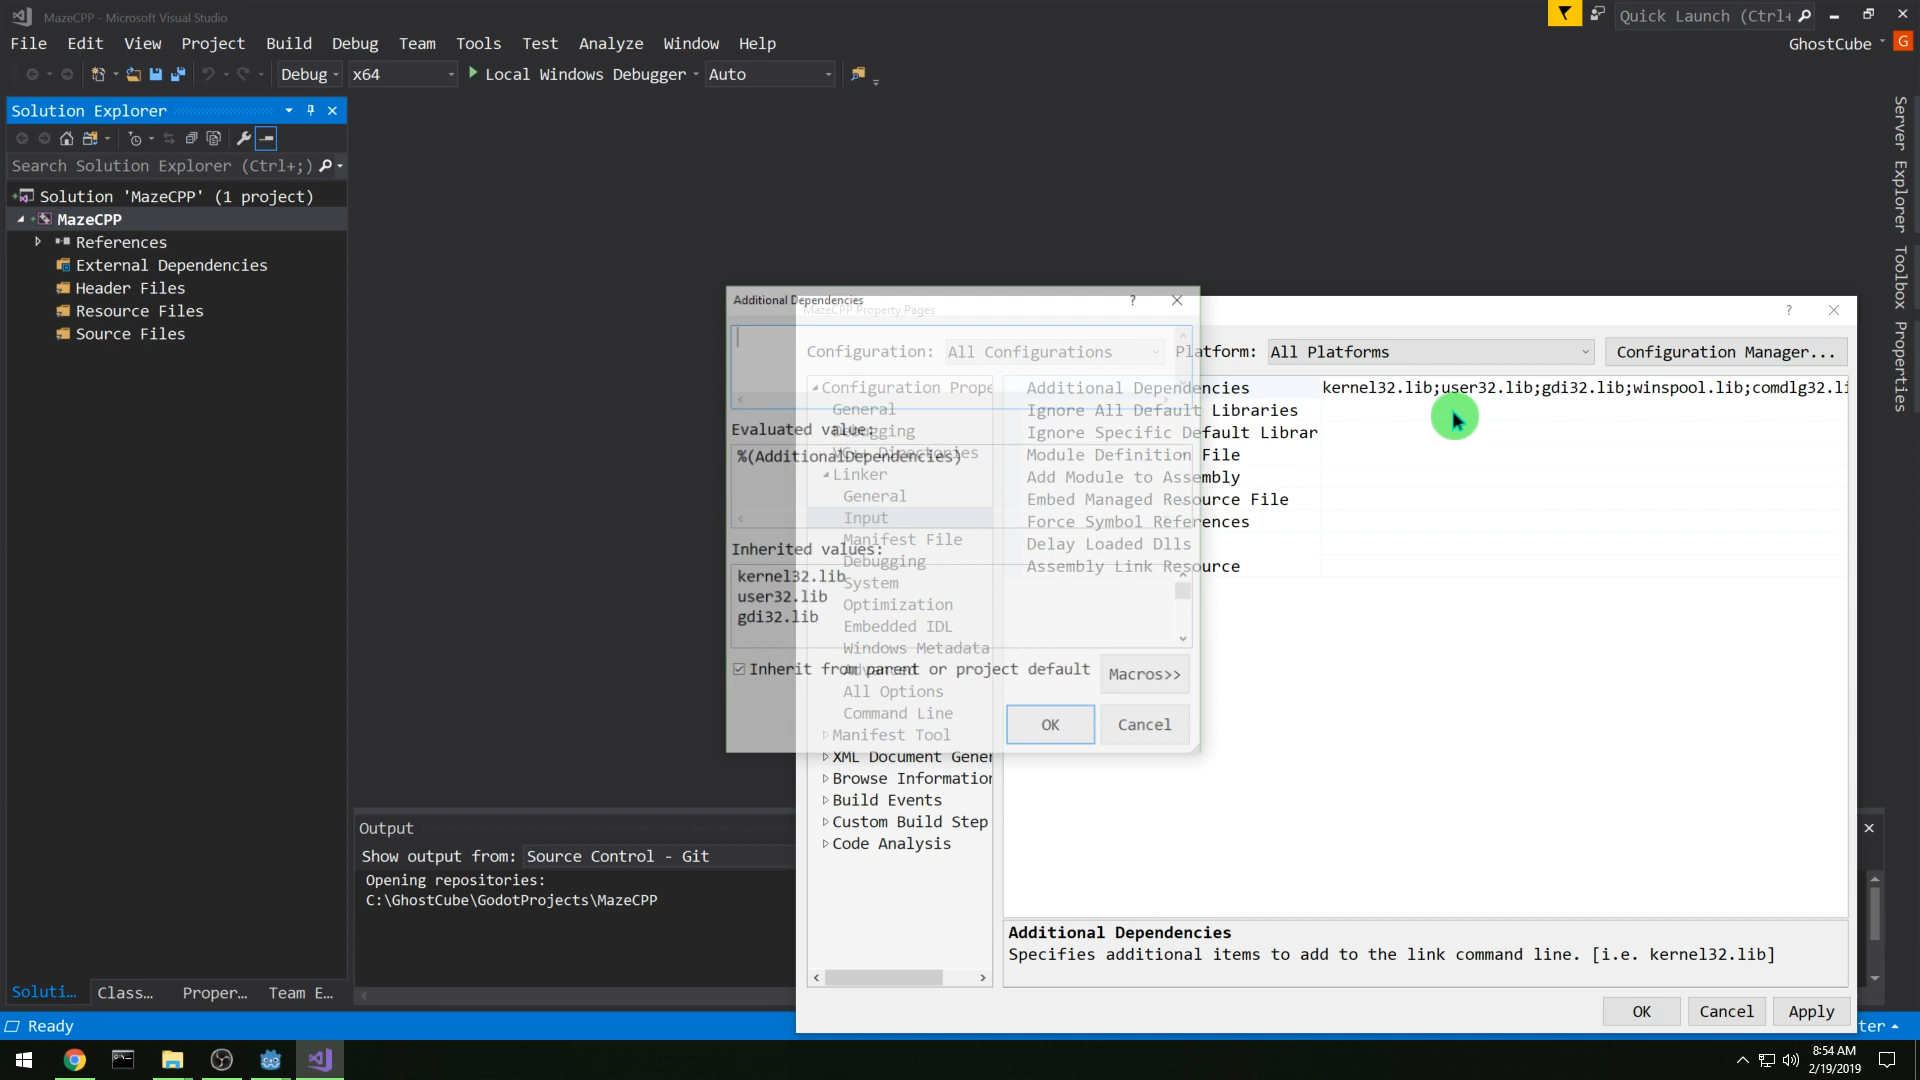 MazeCPP - Microsoft Visual Studio
Quick Launch (Ctrl+
File Edit View Project Build Debug Team Tools Test Analyze Window Help
GhostCube G
Debug x64 Local Windows Debugger Auto
Solution Explorer
Search Solution Explorer (Ctrl+;)
Solution 'MazeCPP' (1 project)
MazeCPP
References
External Dependencies
Header Files
Resource Files
Source Files
Additional Dependencies ?
Evaluated value:
%(AdditionalDependencies)
Inherited values:
kernel32.lib
user32.lib
gdi32.lib
Inherit from parent or project default
Macros>>
OK Cancel
MazeCPP Property Pages ?
Configuration: All Configurations
Platform: All Platforms
Configuration Manager...
Configuration Prope
General
Debugging
VC++ Directories
Linker
General
Input
Manifest File
Debugging
System
Optimization
Embedded IDL
Windows Metadata
Advanced
All Options
Command Line
Manifest Tool
XML Document Gener
Browse Information
Build Events
Custom Build Step
Code Analysis
Additional Dependencies kernel32.lib;user32.lib;gdi32.lib;winspool.lib;comdlg32.li
Ignore All Default Libraries
Ignore Specific Default Librar
Module Definition File
Add Module to Assembly
Embed Managed Resource File
Force Symbol References
Delay Loaded Dlls
Assembly Link Resource
Additional Dependencies
Specifies additional items to add to the link command line. [i.e. kernel32.lib]
OK Cancel Apply
Server Explorer
Toolbox
Properties
Output
Show output from: Source Control - Git
Opening repositories:
C:\GhostCube\GodotProjects\MazeCPP
Soluti... Class... Proper... Team E...
Ready
ter
8:54 AM
2/19/2019